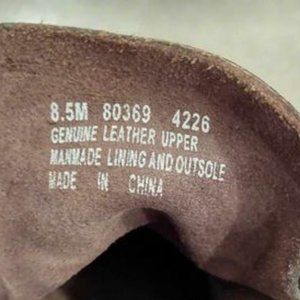 8.5M 80369 4226
GENUINE LEATHER UPPER
MANMADE LINING AND OUTSOLE
MADE IN CHINA